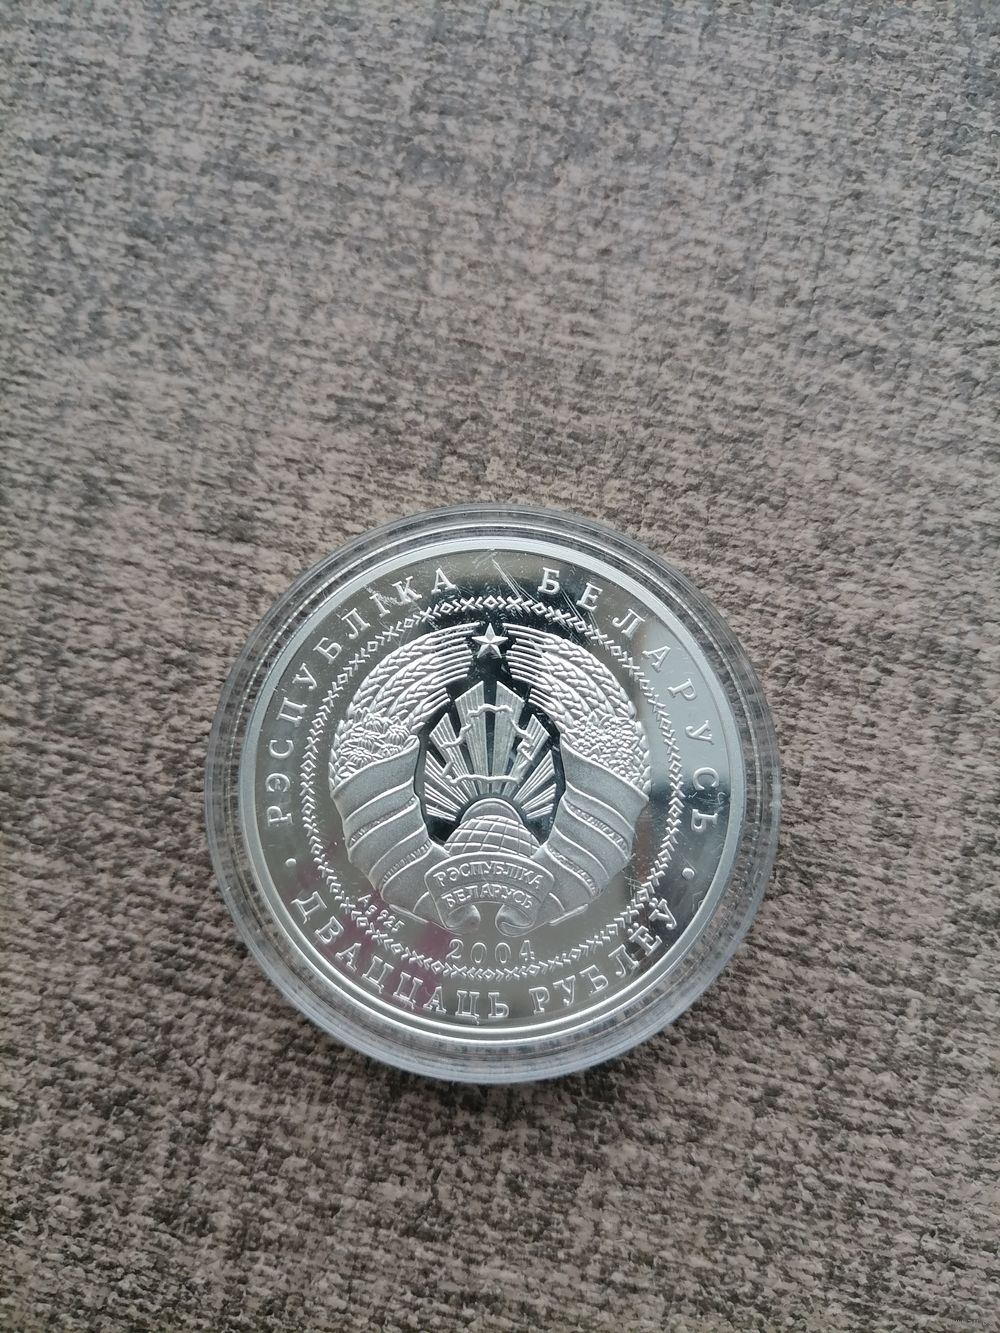 РЭСПУБЛІКА БЕЛАРУСЬ
РЭСПУБЛІКА
БЕЛАРУСЬ
Ag 925
2004
ДВАЦЦАЦЬ РУБЛЁЎ